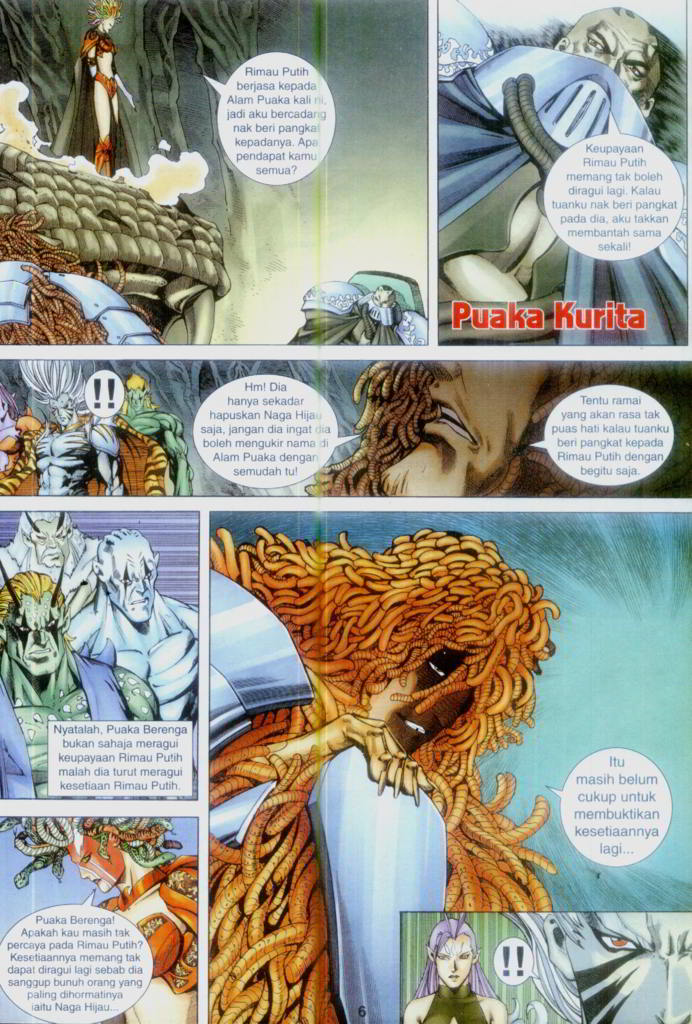 Rimau Putih
berjasa kepada
Alam Puaka kali ni,
jadi aku bercadang
nak beri pangkat
kepadanya. Apa
pendapat kamu
semua?
Keupayaan
Rimau Putih
memang tak boleh
diragui lagi. Kalau
tuanku nak beri pangkat
pada dia, aku takkan
membantah sama
sekali!
Puaka Kurita
!!
Hm! Dia
hanya sekadar
hapuskan Naga Hijau
saja, jangan dia ingat dia
boleh mengukir nama di
Alam Puaka dengan
semudah tu!
Tentu ramai
yang akan rasa tak
puas hati kalau tuanku
beri pangkat kepada
Rimau Putih dengan
begitu saja.
Nyatalah, Puaka Berenga
bukan sahaja meragui
keupayaan Rimau Putih
malah dia turut meragui
kesetiaan Rimau Putih.
Itu
masih belum
cukup untuk
membuktikan
kesetiaannya
lagi...
Puaka Berenga!
Apakah kau masih tak
percaya pada Rimau Putih?
Kesetiaannya memang tak
dapat diragui lagi sebab dia
sanggup bunuh orang yang
paling dihormatinya
iaitu Naga Hijau...
!!
6